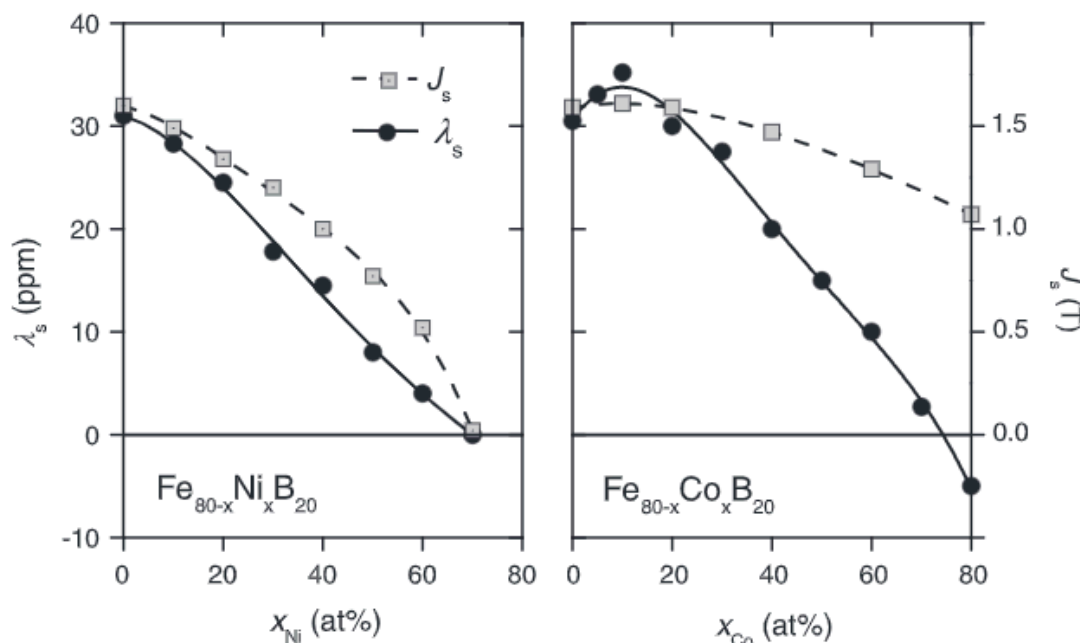 40
30
20
10
0
-10
λs (ppm)
Js
λs
Fe80-xNixB20
0 20 40 60 80
xNi (at%)
Fe80-xCoxB20
0 20 40 60 80
xCo (at%)
1.5
1.0
0.5
0.0
Js (T)